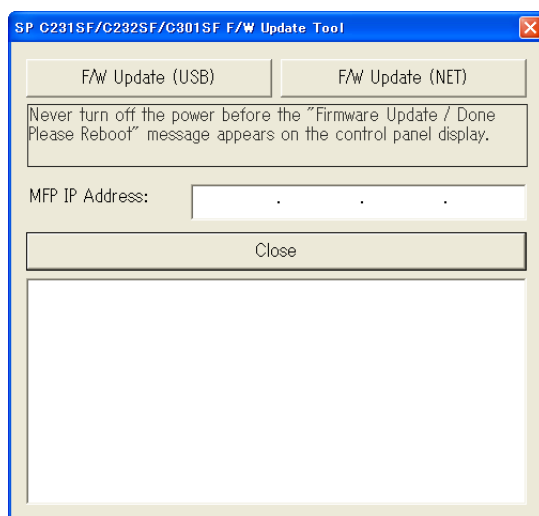 SP C231SF/C232SF/C301SF F/W Update Tool
F/W Update (USB) F/W Update (NET)
Never turn off the power before the "Firmware Update / Done
Please Reboot" message appears on the control panel display.
MFP IP Address: . . .
Close